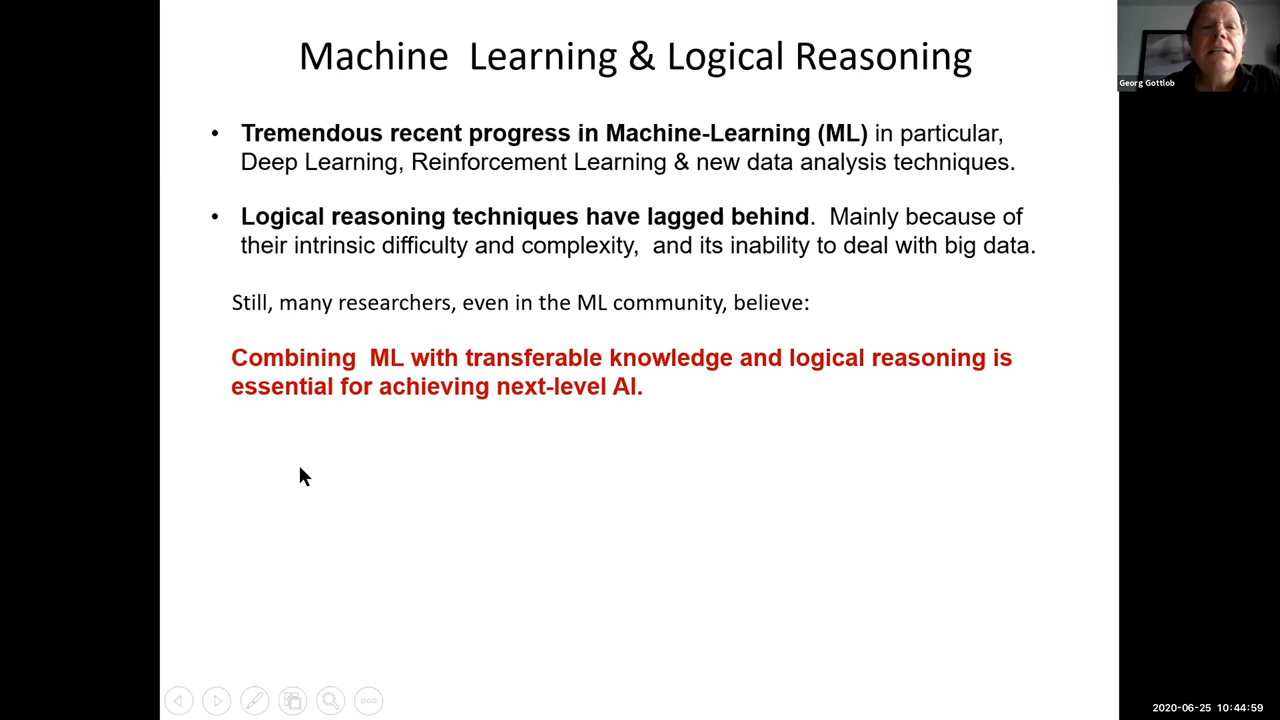 Machine Learning & Logical Reasoning
Georg Gottlob
• Tremendous recent progress in Machine-Learning (ML) in particular,
Deep Learning, Reinforcement Learning & new data analysis techniques.
• Logical reasoning techniques have lagged behind. Mainly because of
their intrinsic difficulty and complexity, and its inability to deal with big data.
Still, many researchers, even in the ML community, believe:
Combining ML with transferable knowledge and logical reasoning is
essential for achieving next-level AI.
2020-06-25 10:44:59